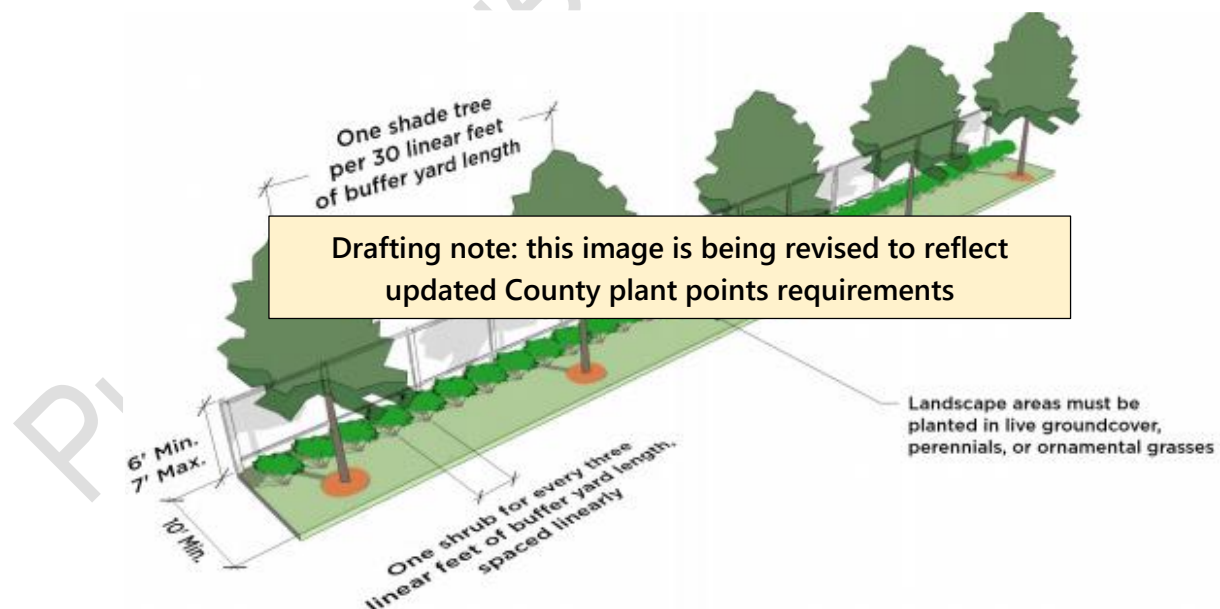 One shade tree
per 30 linear feet
of buffer yard length
Drafting note: this image is being revised to reflect
updated County plant points requirements
Landscape areas must be
planted in live groundcover,
perennials, or ornamental grasses
6' Min.
7' Max.
10' Min.
One shrub for every three
linear feet of buffer yard length,
spaced linearly